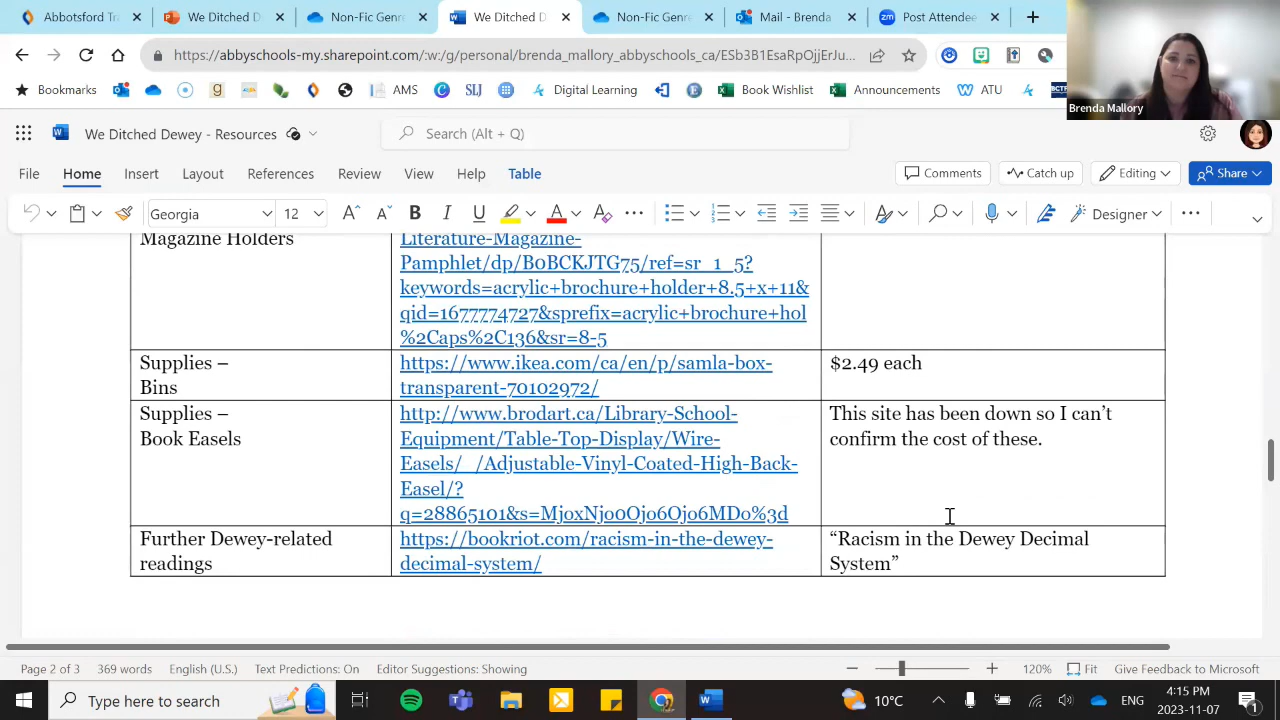 Abbotsford T
We Ditched D
Non-Fic Genr
We Ditched
Non-Fic Genr
Mail - Brenda
zm Post Attende
https://abbyschools-my.sharepoint.com/:w:/g/personal/brenda_mallory_abbyschools_ca/ESb3B1EsaRpOjjErJu...
Bookmarks
AMS
SLJ
Digital Learning
Book Wishlist
Announcements
ATU
BCTF
Brenda Mallory
We Ditched Dewey - Resources
Search (Alt + Q)
File Home Insert Layout References Review View Help Table
Comments Catch up Editing Share
Georgia 12 B I U A Designer
Magazine Holders
Literature-Magazine-
Pamphlet/dp/B0BCKJTG75/ref=sr_1_5?
keywords=acrylic+brochure+holder+8.5+x+11&
qid=1677774727&sprefix=acrylic+brochure+hol
%2Caps%2C136&sr=8-5
Supplies –
Bins
https://www.ikea.com/ca/en/p/samla-box-
transparent-70102972/
$2.49 each
Supplies –
Book Easels
http://www.brodart.ca/Library-School-
Equipment/Table-Top-Display/Wire-
Easels/_/Adjustable-Vinyl-Coated-High-Back-
Easel/?
q=28865101&s=MjoxNjo0Ojo6Ojo6MDo%3d
This site has been down so I can’t
confirm the cost of these.
Further Dewey-related
readings
https://bookriot.com/racism-in-the-dewey-
decimal-system/
“Racism in the Dewey Decimal
System”
Page 2 of 3 369 words English (U.S.) Text Predictions: On Editor Suggestions: Showing
120% Fit Give Feedback to Microsoft
Type here to search
10°C
ENG
4:15 PM
2023-11-07
1